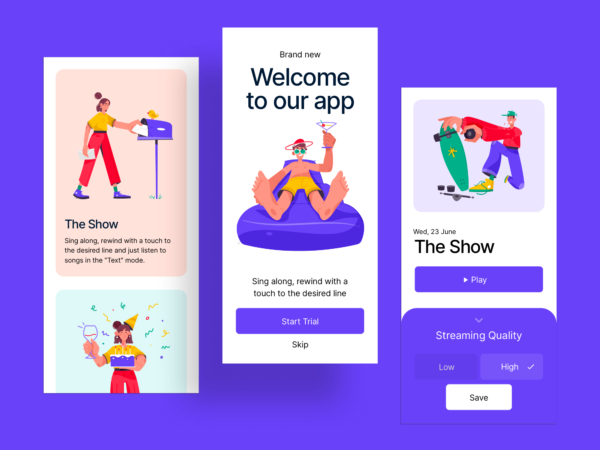 The Show
Sing along, rewind with a touch to
the desired line and just listen to
songs in the "Text" mode.
Brand new
Welcome
to our app
Sing along, rewind with a
touch to the desired line
Start Trial
Skip
Wed, 23 June
The Show
Play
Streaming Quality
Low
High
Save